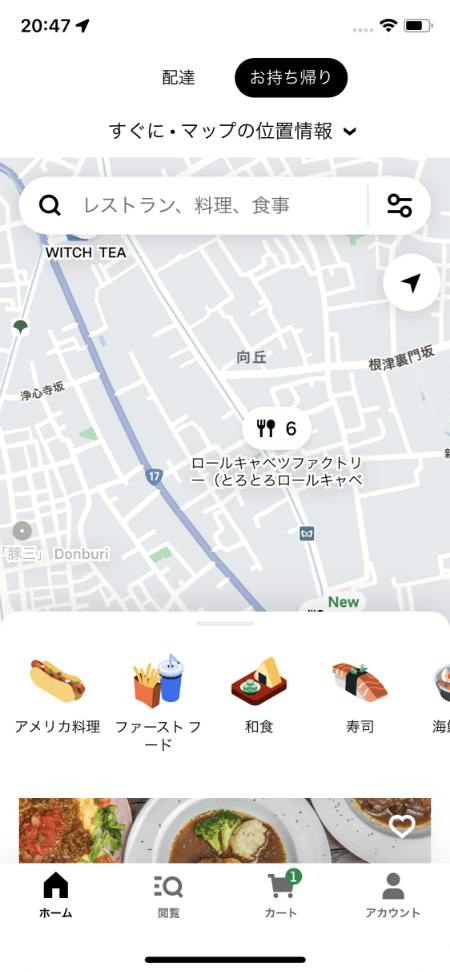 20:47
配達
お持ち帰り
すぐに • マップの位置情報
レストラン、料理、食事
WITCH TEA
向丘
根津裏門坂
浄心寺坂
6
ロールキャベツファクトリ
ー（とろとろロールキャベ
17
「豚三」 Donburi
New
アメリカ料理
ファースト フ
ード
和食
寿司
海鮮
1
ホーム
閲覧
カート
アカウント